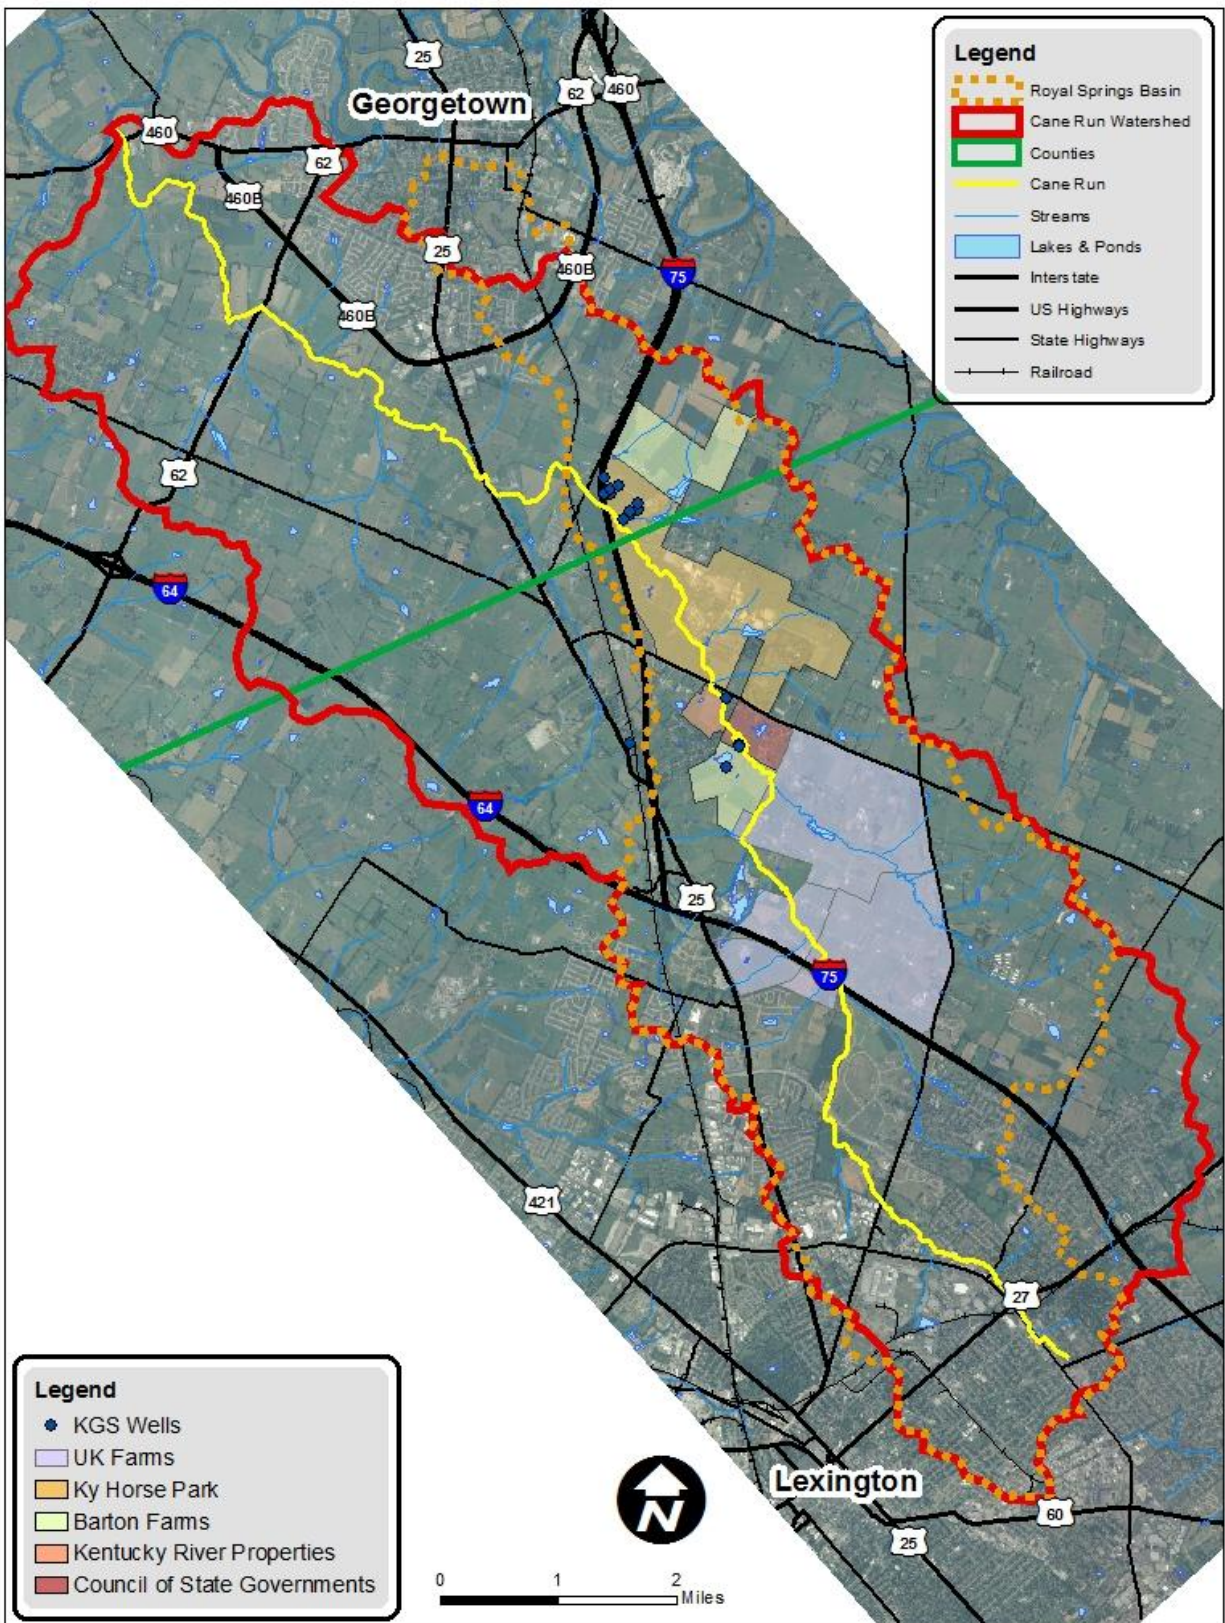 25
62
460
Georgetown
460
62
460B
25
460B
75
460B
62
64
64
25
75
421
27
Lexington
60
25
Legend
Royal Springs Basin
Cane Run Watershed
Counties
Cane Run
Streams
Lakes & Ponds
Interstate
US Highways
State Highways
Railroad
Legend
KGS Wells
UK Farms
Ky Horse Park
Barton Farms
Kentucky River Properties
Council of State Governments
N
0 1 2
Miles